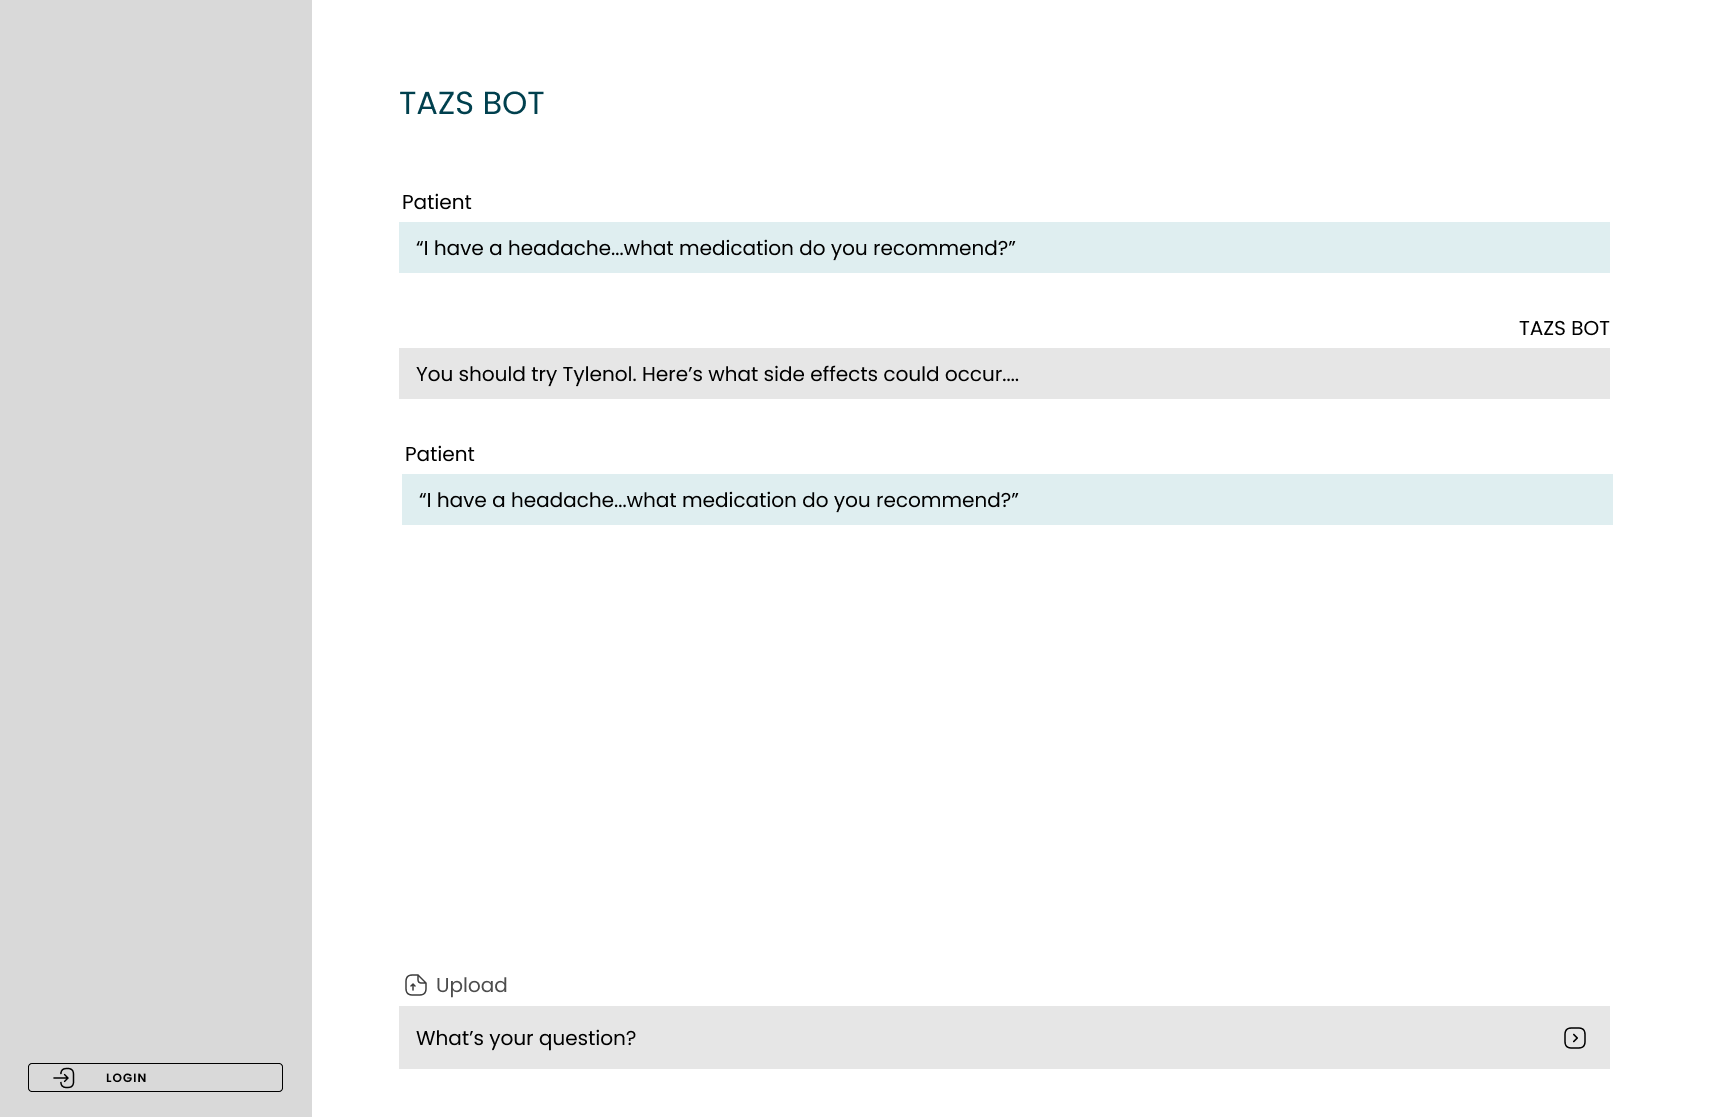 TAZS BOT
Patient
“I have a headache...what medication do you recommend?”
TAZS BOT
You should try Tylenol. Here’s what side effects could occur....
Patient
“I have a headache...what medication do you recommend?”
Upload
What’s your question?
LOGIN